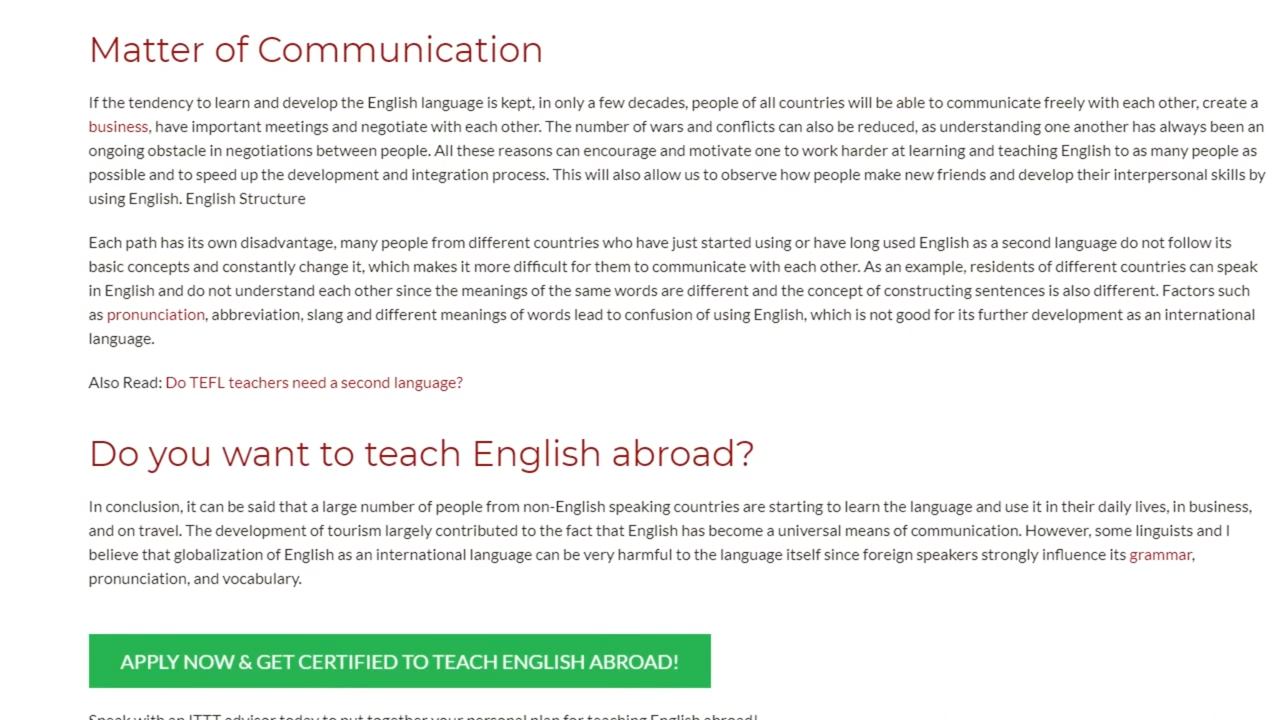 Matter of Communication
If the tendency to learn and develop the English language is kept, in only a few decades, people of all countries will be able to communicate freely with each other, create a
business, have important meetings and negotiate with each other. The number of wars and conflicts can also be reduced, as understanding one another has always been an
ongoing obstacle in negotiations between people. All these reasons can encourage and motivate one to work harder at learning and teaching English to as many people as
possible and to speed up the development and integration process. This will also allow us to observe how people make new friends and develop their interpersonal skills by
using English. English Structure
Each path has its own disadvantage, many people from different countries who have just started using or have long used English as a second language do not follow its
basic concepts and constantly change it, which makes it more difficult for them to communicate with each other. As an example, residents of different countries can speak
in English and do not understand each other since the meanings of the same words are different and the concept of constructing sentences is also different. Factors such
as pronunciation, abbreviation, slang and different meanings of words lead to confusion of using English, which is not good for its further development as an international
language.
Also Read: Do TEFL teachers need a second language?
Do you want to teach English abroad?
In conclusion, it can be said that a large number of people from non-English speaking countries are starting to learn the language and use it in their daily lives, in business,
and on travel. The development of tourism largely contributed to the fact that English has become a universal means of communication. However, some linguists and I
believe that globalization of English as an international language can be very harmful to the language itself since foreign speakers strongly influence its grammar,
pronunciation, and vocabulary.
APPLY NOW & GET CERTIFIED TO TEACH ENGLISH ABROAD!
Speak with an ITTT advisor today to put together your personal plan for teaching English abroad!